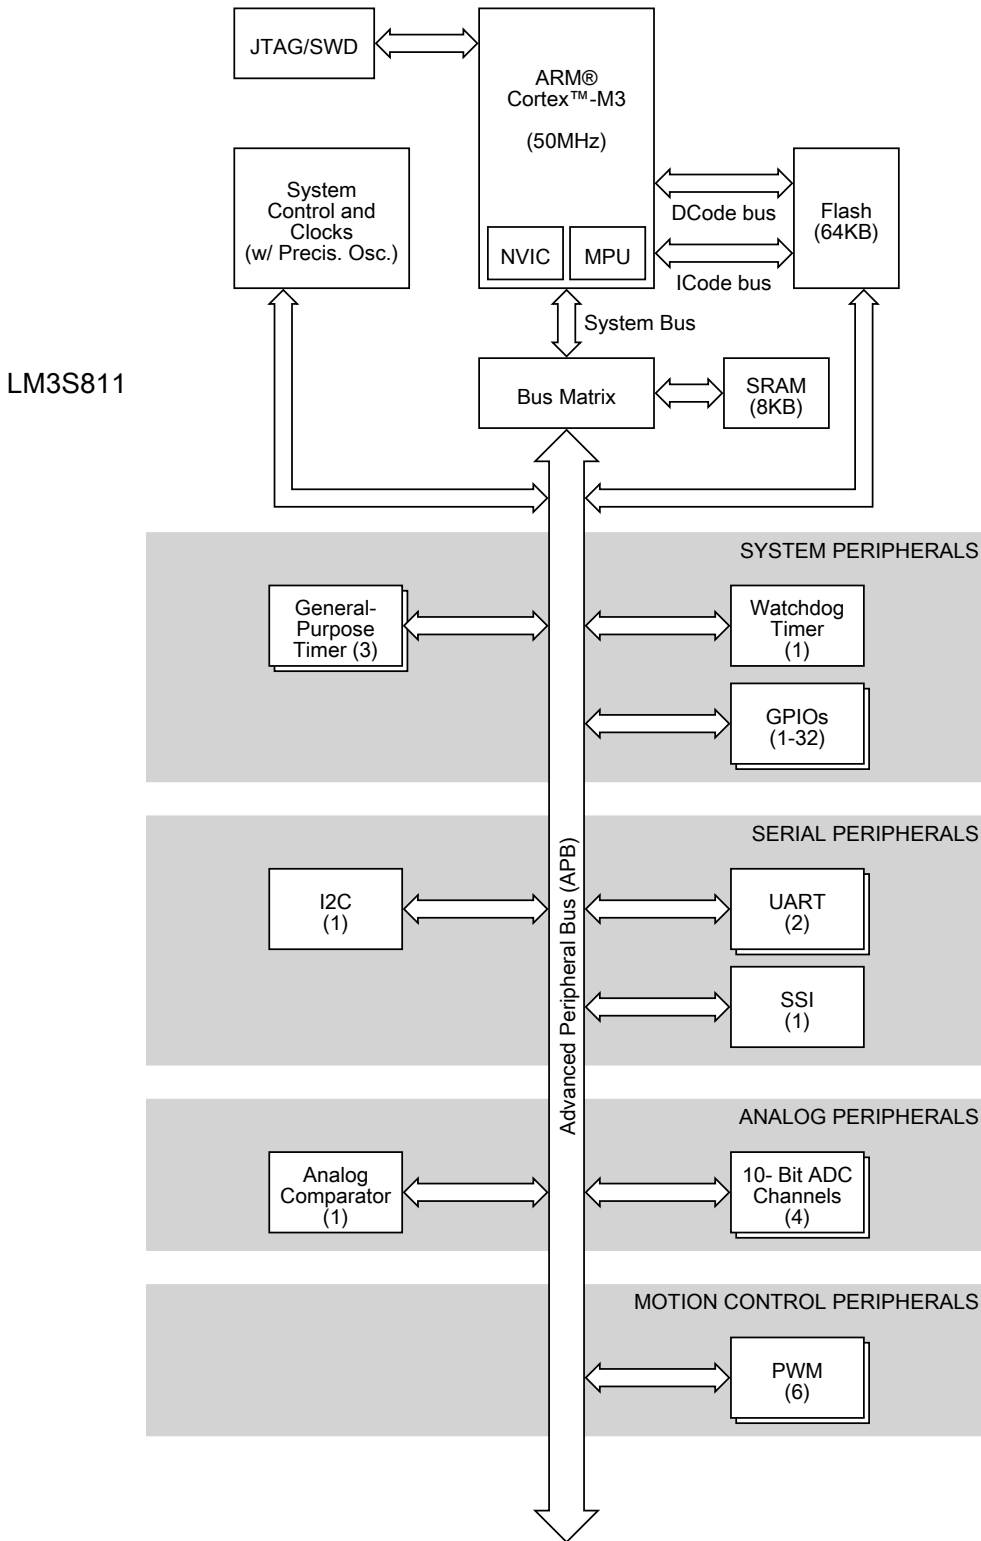 JTAG/SWD
ARM®
Cortex™-M3
(50MHz)
NVIC
MPU
System
Control and
Clocks
(w/ Precis. Osc.)
DCode bus
ICode bus
Flash
(64KB)
System Bus
LM3S811
Bus Matrix
SRAM
(8KB)
SYSTEM PERIPHERALS
General-
Purpose
Timer (3)
Watchdog
Timer
(1)
GPIOs
(1-32)
Advanced Peripheral Bus (APB)
SERIAL PERIPHERALS
I2C
(1)
UART
(2)
SSI
(1)
ANALOG PERIPHERALS
Analog
Comparator
(1)
10- Bit ADC
Channels
(4)
MOTION CONTROL PERIPHERALS
PWM
(6)